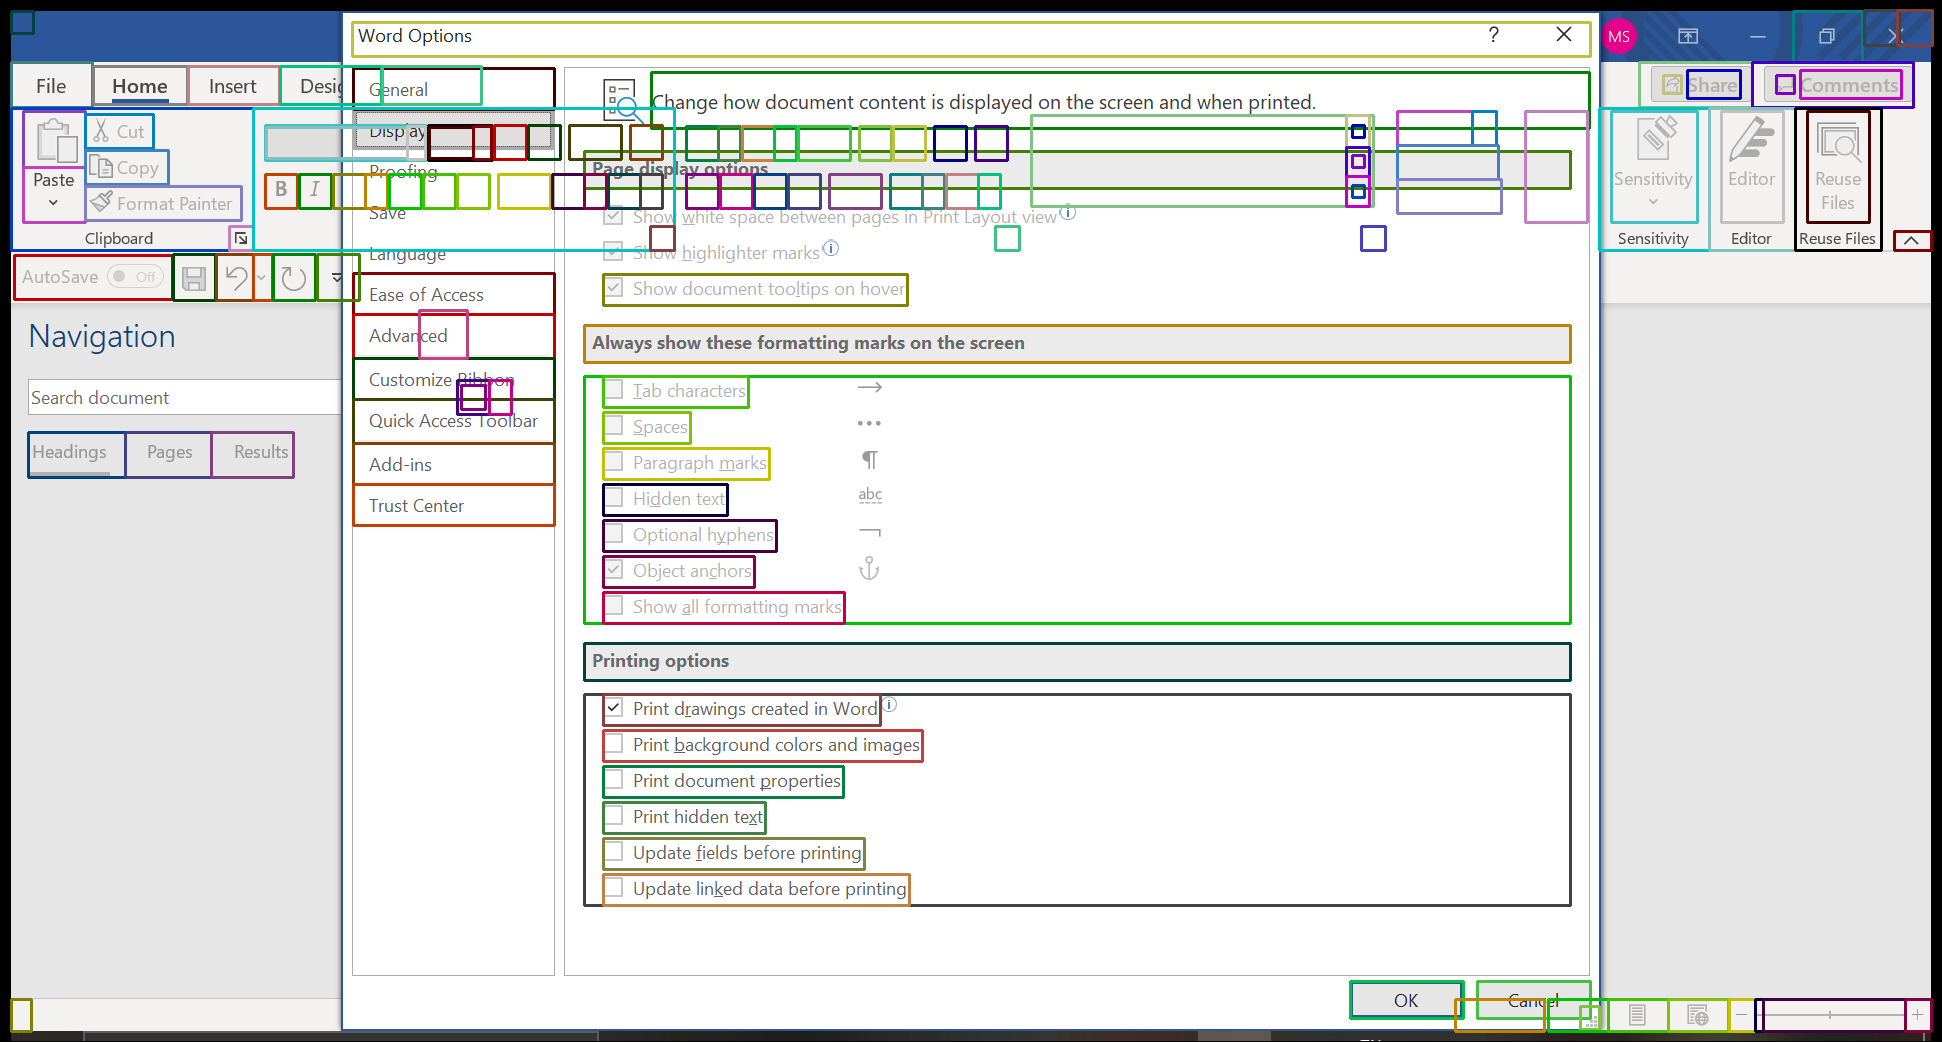 Word Options
?
MS
File
Home
Insert
Desig
Share
Comments
Cut
Copy
Paste
Format Painter
Clipboard
B I
AutoSave Off
Navigation
Search document
Headings Pages Results
General
Display
Proofing
Save
Language
Ease of Access
Advanced
Customize Ribbon
Quick Access Toolbar
Add-ins
Trust Center
Change how document content is displayed on the screen and when printed.
Page display options
Show white space between pages in Print Layout view
Show highlighter marks
Show document tooltips on hover
Always show these formatting marks on the screen
Tab characters
Spaces
Paragraph marks ¶
Hidden text abc
Optional hyphens
Object anchors
Show all formatting marks
Printing options
Print drawings created in Word
Print background colors and images
Print document properties
Print hidden text
Update fields before printing
Update linked data before printing
OK
Cancel
Sensitivity
Editor
Reuse
Files
Sensitivity
Editor
Reuse Files